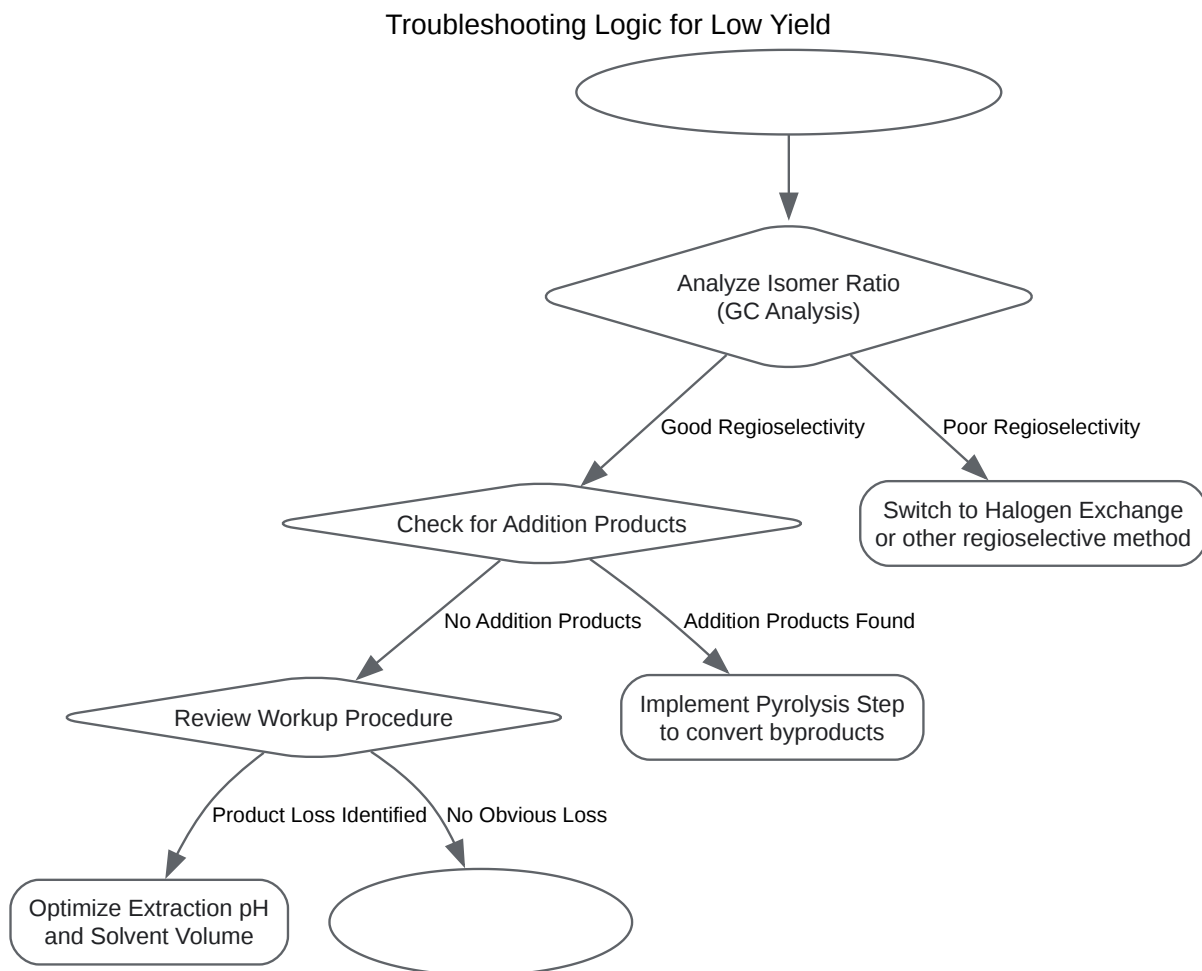 Troubleshooting Logic for Low Yield
Analyze Isomer Ratio
(GC Analysis)
Good Regioselectivity
Poor Regioselectivity
Check for Addition Products
Switch to Halogen Exchange
or other regioselective method
No Addition Products
Addition Products Found
Review Workup Procedure
Implement Pyrolysis Step
to convert byproducts
Product Loss Identified
No Obvious Loss
Optimize Extraction pH
and Solvent Volume